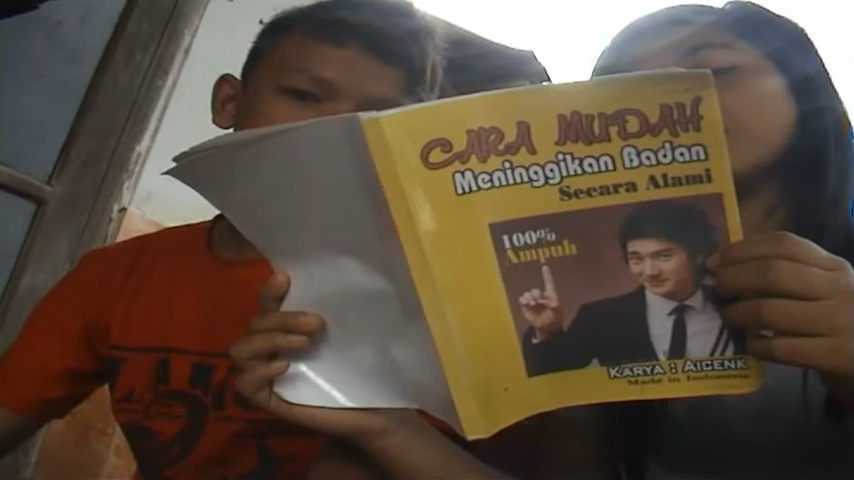 CARA MUDAH
Meninggikan Badan
Secara Alami
100%
Ampuh
KARYA : AICENK
Made in Indonesia